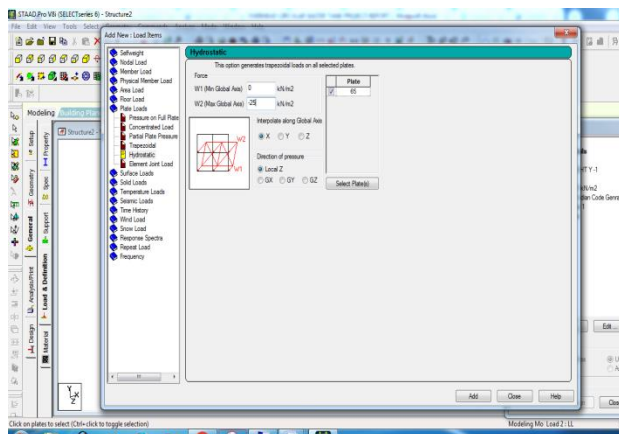 STAAD.Pro V8i (SELECTseries 6) - Structure2
File Edit View Tools Select
Add New : Load Items
Selfweight
Nodal Load
Member Load
Physical Member Load
Area Load
Floor Load
Plate Loads
Pressure on Full Plate
Concentrated Load
Partial Plate Pressure
Trapezoidal
Hydrostatic
Element Joint Load
Surface Loads
Solid Loads
Temperature Loads
Seismic Loads
Time History
Wind Load
Snow Load
Response Spectra
Repeat Load
Frequency
Hydrostatic
This option generates trapezoidal loads on all selected plates.
Force
W1 (Min Global Axis) 0 kN/m2
W2 (Max Global Axis) -25 kN/m2
Plate
65
Interpolate along Global Axis
X Y Z
W2
W1
Direction of pressure
Local Z
GX GY GZ
Select Plate(s)
Add Close Help
Modeling Building Plan
Structure2 -
Setup
Property
Geometry
Spec
General
Support
Analysis/Print
Load & Definition
Design
Material
Y
X
Z
HT Y -1
kN/m2
Edit...
Click on plates to select (Ctrl+click to toggle selection)
Modeling Mo Load 2 : LL